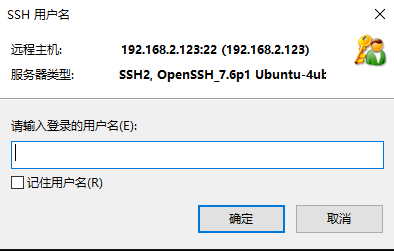 SSH 用户名
远程主机: 192.168.2.123:22 (192.168.2.123)
服务器类型: SSH2, OpenSSH_7.6p1 Ubuntu-4ub
请输入登录的用户名(E):
记住用户名(R)
确定 取消